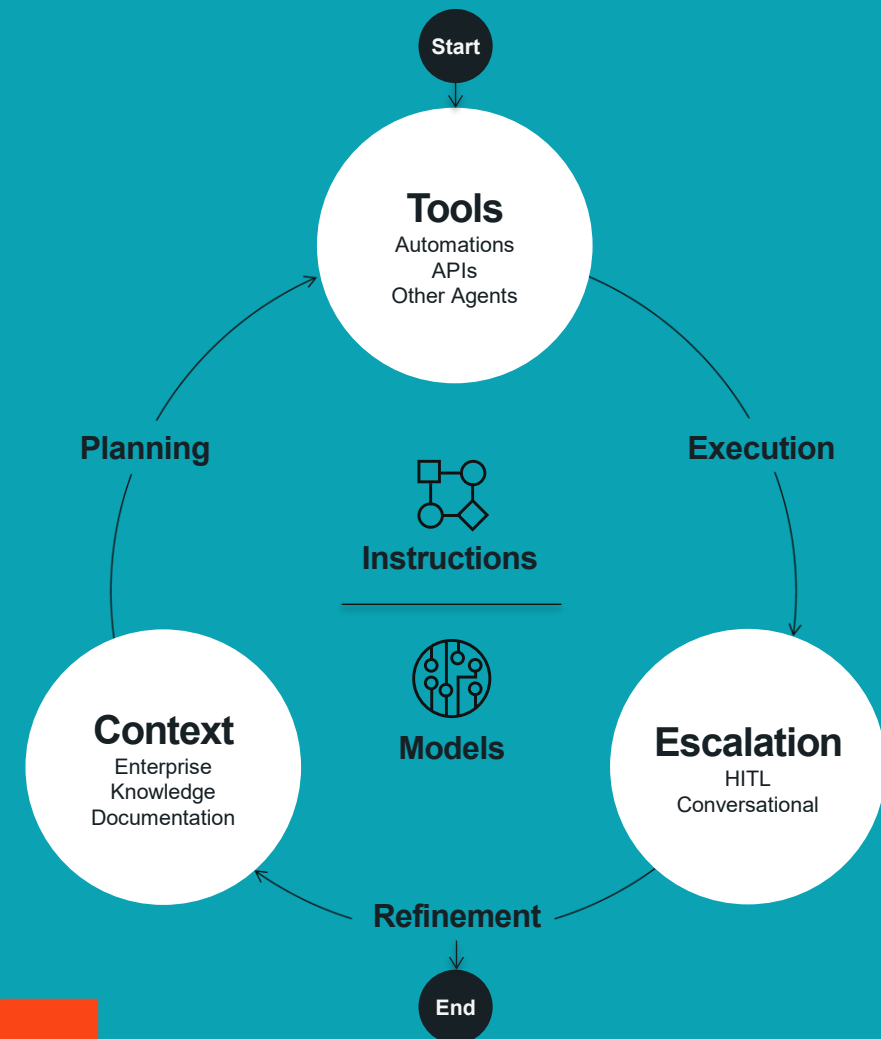 Start
Tools
Automations
APIs
Other Agents
Planning
Execution
Instructions
Models
Context
Enterprise
Knowledge
Documentation
Escalation
HITL
Conversational
Refinement
End